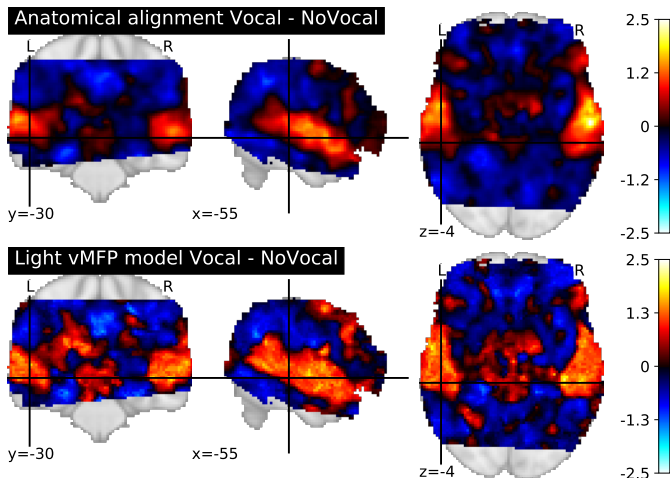 Anatomical alignment Vocal - NoVocal
L R
L R
y=-30
x=-55
z=-4
2.5
1.2
0
-1.2
-2.5
Light vMFP model Vocal - NoVocal
L R
L R
y=-30
x=-55
z=-4
2.5
1.3
0
-1.3
-2.5